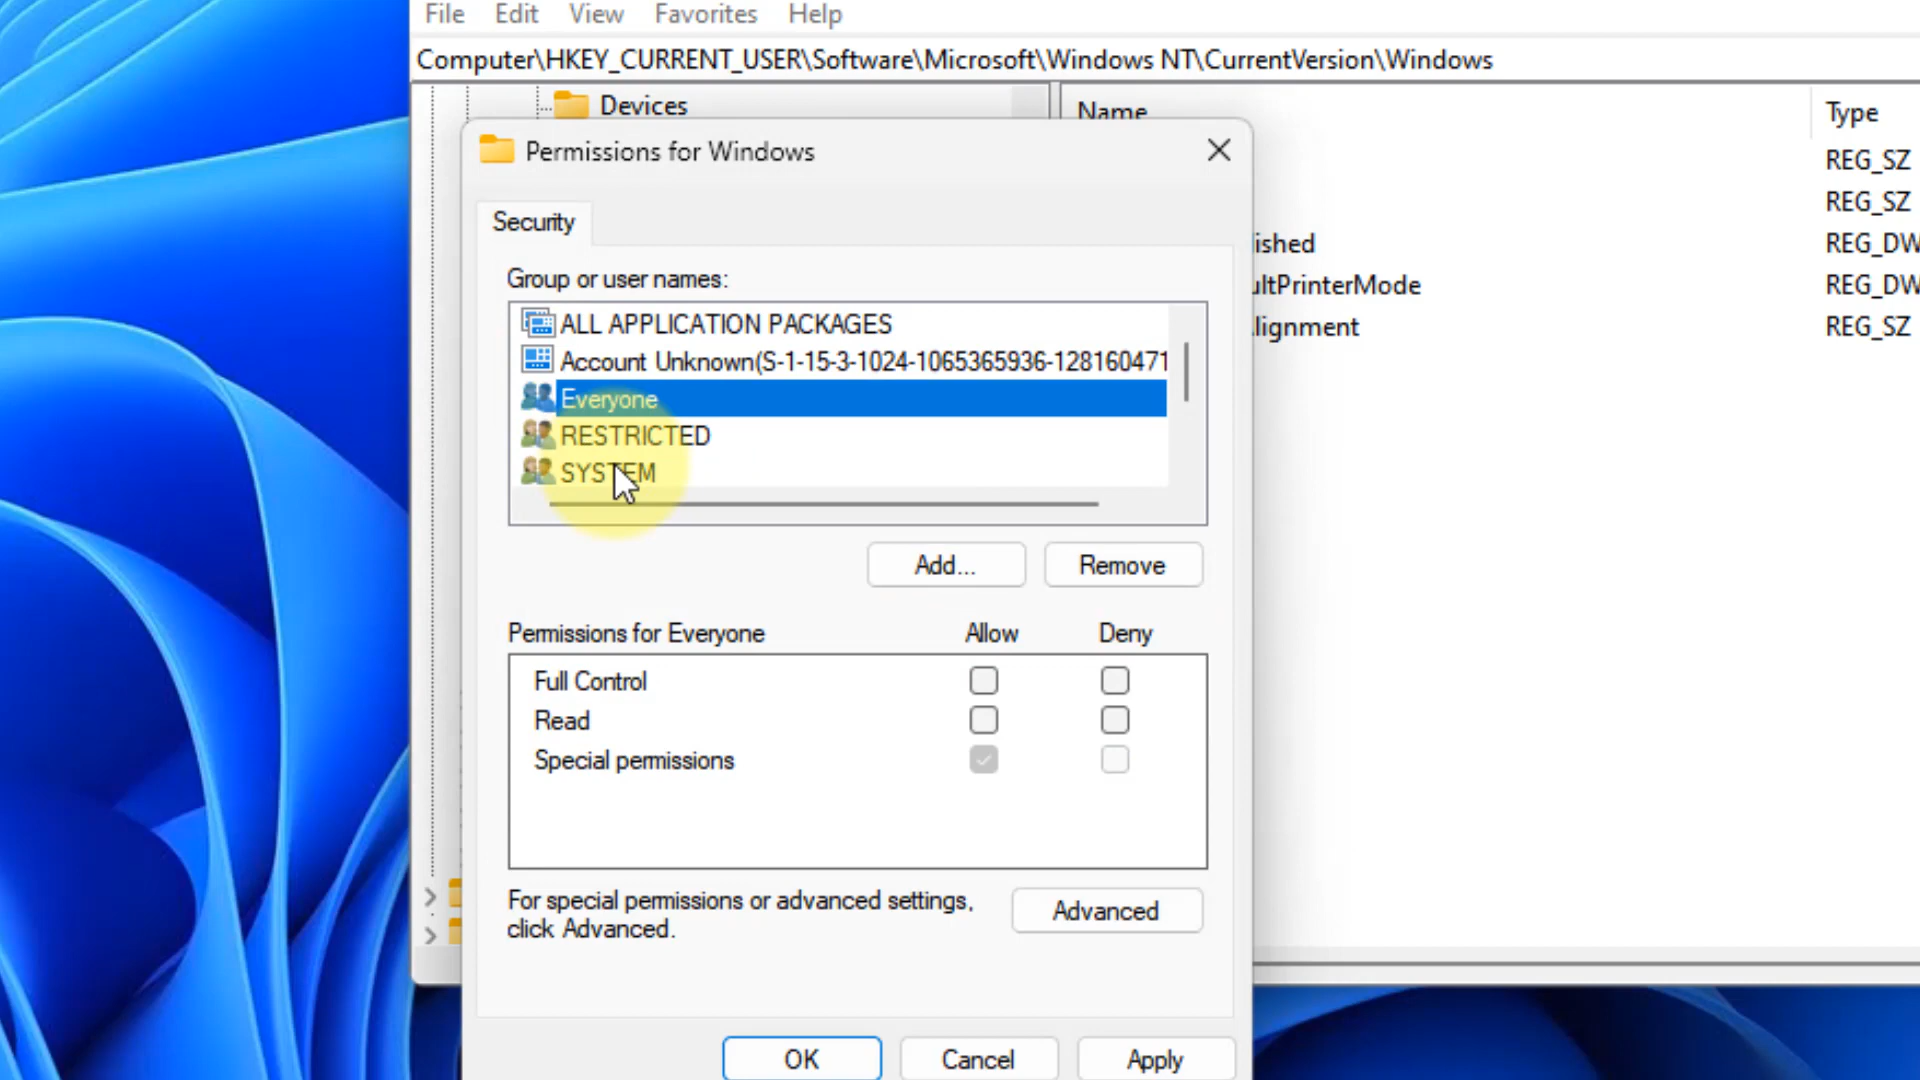 File Edit View Favorites Help
Computer\HKEY_CURRENT_USER\Software\Microsoft\Windows NT\CurrentVersion\Windows
Devices
Name
Type
Permissions for Windows
REG_SZ
REG_SZ
Security
ished
REG_DW
Group or user names:
ultPrinterMode
REG_DW
ALL APPLICATION PACKAGES
lignment
REG_SZ
Account Unknown(S-1-15-3-1024-1065365936-128160471
Everyone
RESTRICTED
SYSTEM
Add...
Remove
Permissions for Everyone
Allow
Deny
Full Control
Read
Special permissions
For special permissions or advanced settings,
click Advanced.
Advanced
OK
Cancel
Apply